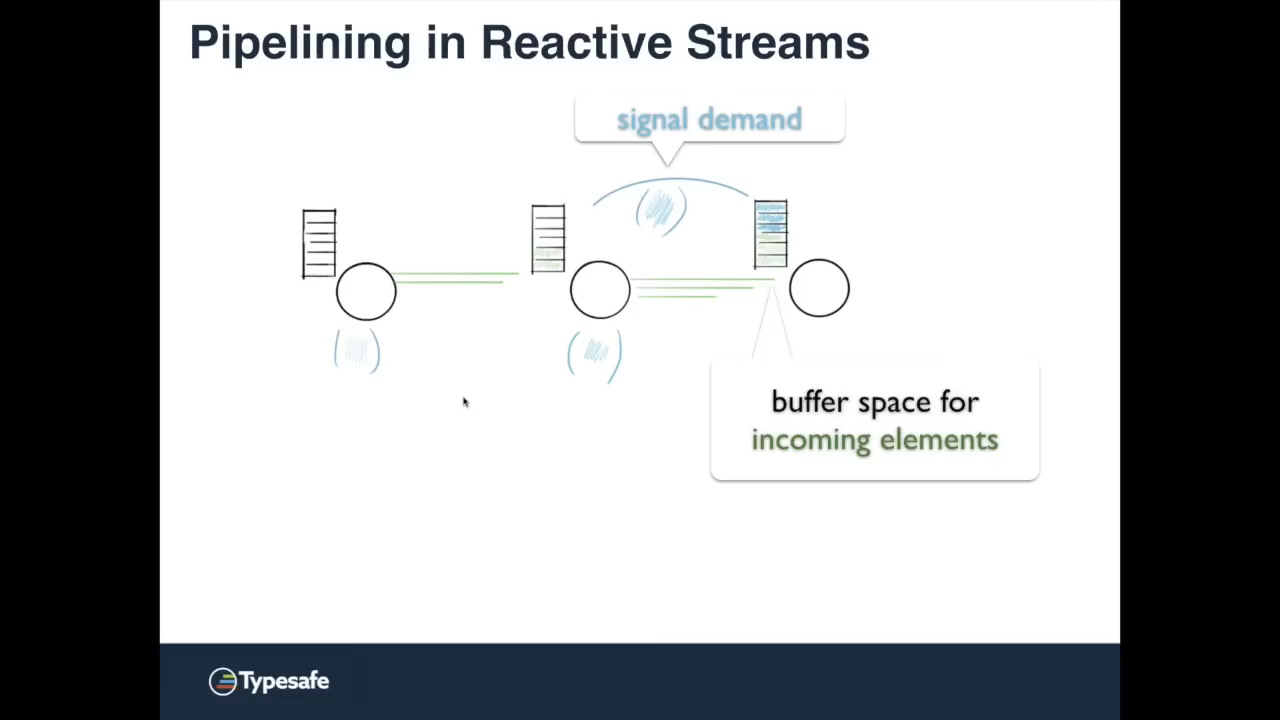 Pipelining in Reactive Streams
signal demand
buffer space for
incoming elements
Typesafe